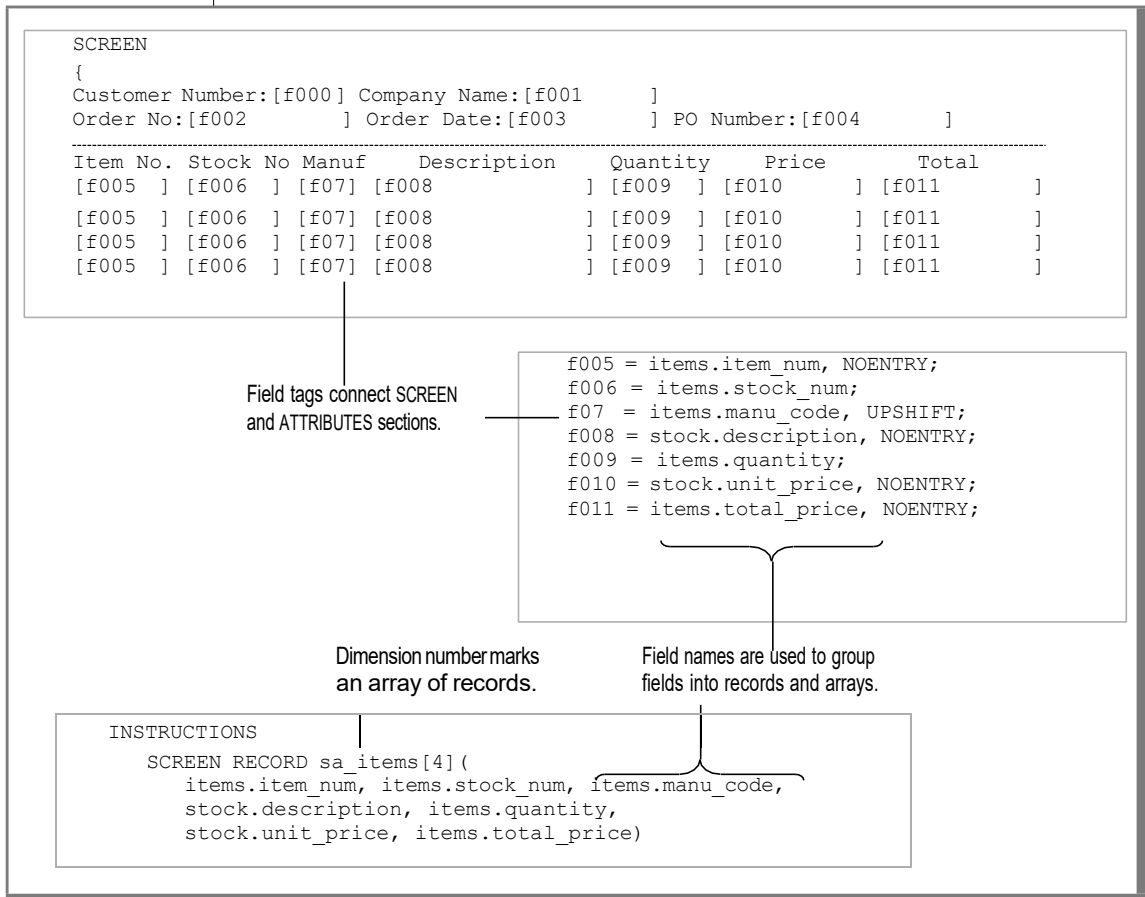 SCREEN
{
Customer Number:[f000] Company Name:[f001       ]
Order No:[f002       ] Order Date:[f003       ] PO Number:[f004       ]
Item No. Stock No Manuf    Description    Quantity    Price    Total
[f005  ] [f006  ] [f07] [f008            ] [f009  ] [f010      ] [f011        ]
[f005  ] [f006  ] [f07] [f008            ] [f009  ] [f010      ] [f011        ]
[f005  ] [f006  ] [f07] [f008            ] [f009  ] [f010      ] [f011        ]
[f005  ] [f006  ] [f07] [f008            ] [f009  ] [f010      ] [f011        ]
Field tags connect SCREEN
and ATTRIBUTES sections.
f005 = items.item_num, NOENTRY;
f006 = items.stock_num;
f07  = items.manu_code, UPSHIFT;
f008 = stock.description, NOENTRY;
f009 = items.quantity;
f010 = stock.unit_price, NOENTRY;
f011 = items.total_price, NOENTRY;
Dimension number marks
an array of records.
Field names are used to group
fields into records and arrays.
INSTRUCTIONS
SCREEN RECORD sa_items[4](
items.item_num, items.stock_num, items.manu_code,
stock.description, items.quantity,
stock.unit_price, items.total_price)